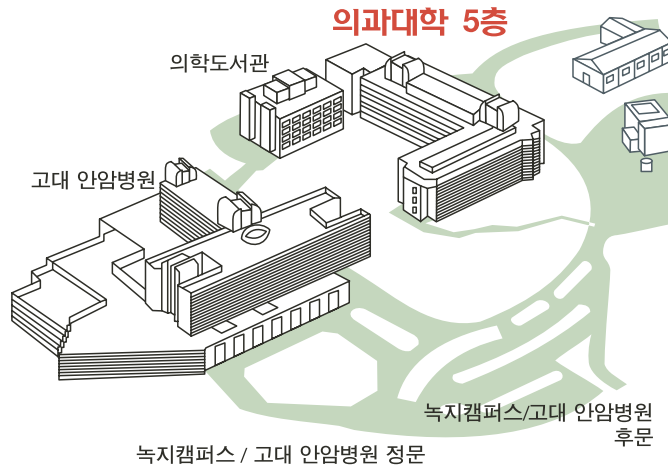 의과대학 5층
의학도서관
고대 안암병원
녹지캠퍼스/고대 안암병원
후문
녹지캠퍼스 / 고대 안암병원 정문